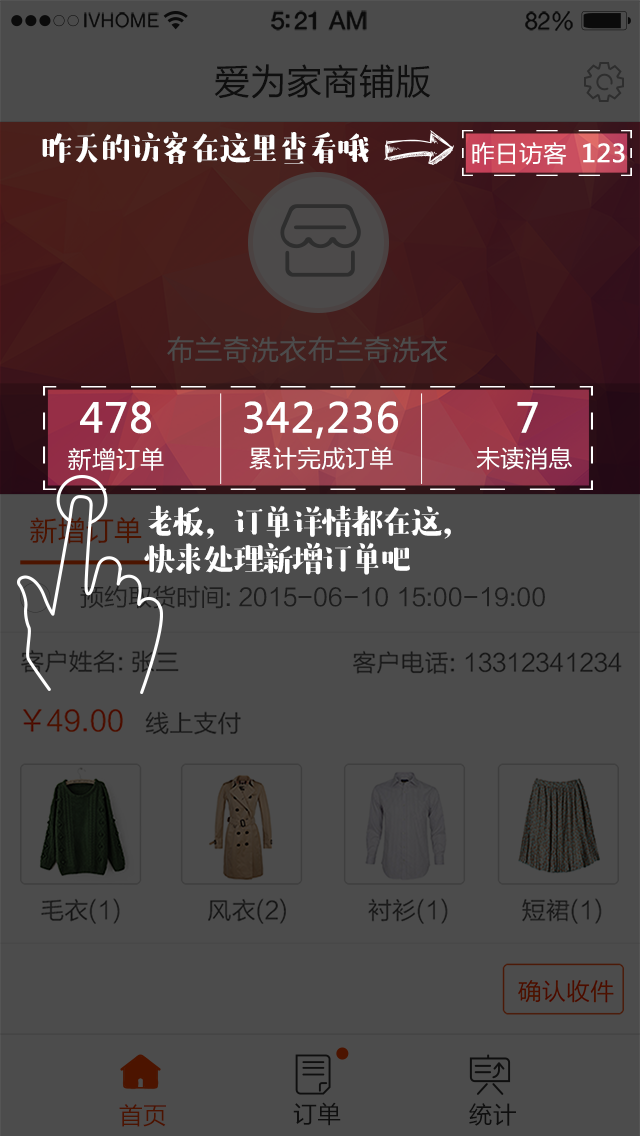 IVHOME 5:21 AM 82%
爱为家商铺版
昨天的访客在这里查看哦 昨日访客 123
布兰奇洗衣布兰奇洗衣
478 342,236 7
新增订单 累计完成订单 未读消息
新增订单
老板，订单详情都在这，
快来处理新增订单吧
预约取货时间: 2015-06-10 15:00-19:00
客户姓名: 张三 客户电话: 13312341234
￥49.00 线上支付
毛衣(1) 风衣(2) 衬衫(1) 短裙(1)
确认收件
首页 订单 统计